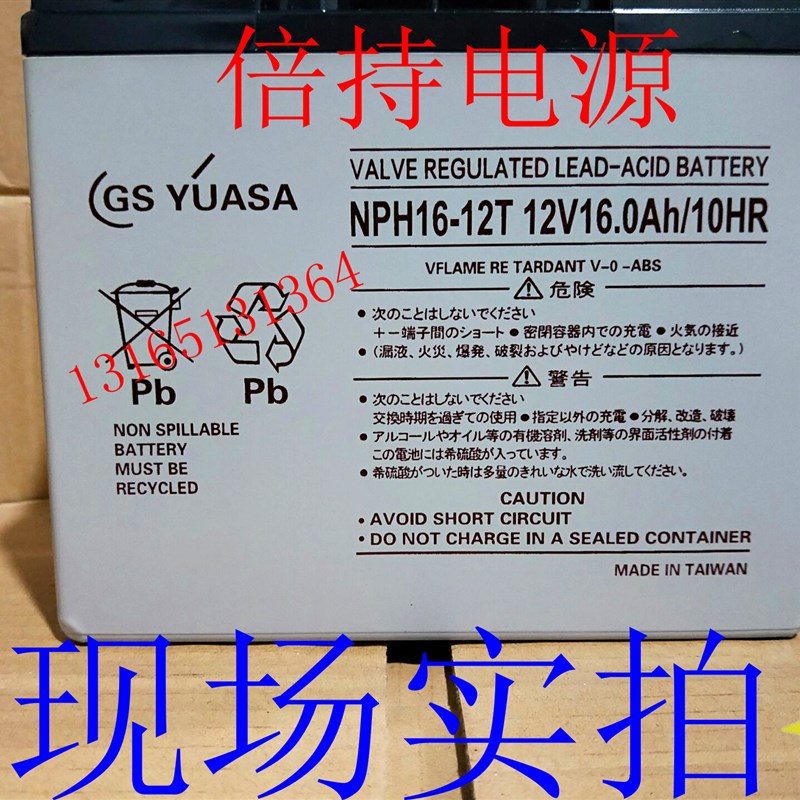 倍持电源
GS YUASA
VALVE REGULATED LEAD-ACID BATTERY
NPH16-12T 12V16.0Ah/10HR
VFLAME RE TARDANT V-0 -ABS
⚠ 危険
● 次のことはしないでください
＋－端子間のショート ● 密閉容器内での充電 ● 火気の接近
● (漏液、火災、爆発、破裂およびやけどなどの原因となります。)
⚠ 警告
● 次のことはしないでください
交換時期を過ぎての使用 ● 指定以外の充電 ● 分解、改造、破壊
● アルコールやオイル等の有機溶剤、洗剤等の界面活性剤の付着
この電池には希硫酸が入っています。
● 希硫酸がついた時は多量のきれいな水で洗い流してください。
CAUTION
• AVOID SHORT CIRCUIT
• DO NOT CHARGE IN A SEALED CONTAINER
MADE IN TAIWAN
13165131364
Pb Pb
NON SPILLABLE
BATTERY
MUST BE
RECYCLED
现场实拍